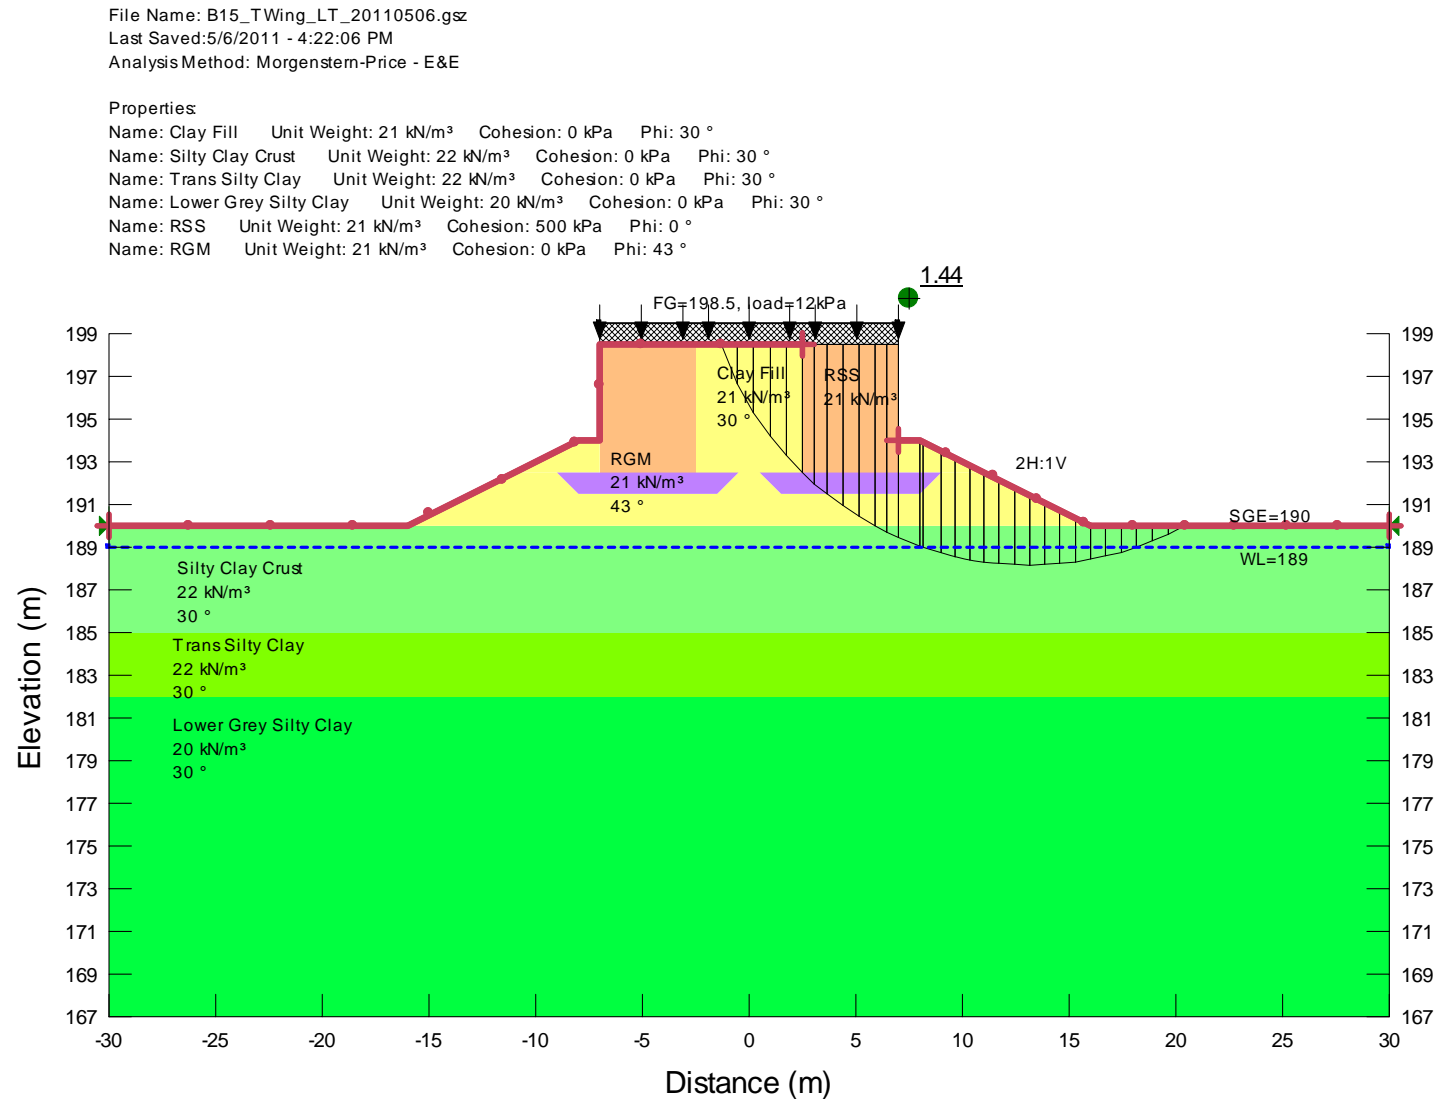 File Name: B15_TWing_LT_20110506.gsz
Last Saved:5/6/2011 - 4:22:06 PM
Analysis Method: Morgenstern-Price - E&E
Properties:
Name: Clay Fill Unit Weight: 21 kN/m³ Cohesion: 0 kPa Phi: 30 °
Name: Silty Clay Crust Unit Weight: 22 kN/m³ Cohesion: 0 kPa Phi: 30 °
Name: Trans Silty Clay Unit Weight: 22 kN/m³ Cohesion: 0 kPa Phi: 30 °
Name: Lower Grey Silty Clay Unit Weight: 20 kN/m³ Cohesion: 0 kPa Phi: 30 °
Name: RSS Unit Weight: 21 kN/m³ Cohesion: 500 kPa Phi: 0 °
Name: RGM Unit Weight: 21 kN/m³ Cohesion: 0 kPa Phi: 43 °
1.44
FG=198.5, load=12kPa
Clay Fill
21 kN/m³
30 °
RSS
21 kN/m³
RGM
21 kN/m³
43 °
2H:1V
SGE=190
WL=189
Silty Clay Crust
22 kN/m³
30 °
Trans Silty Clay
22 kN/m³
30 °
Lower Grey Silty Clay
20 kN/m³
30 °
Elevation (m)
199
197
195
193
191
189
187
185
183
181
179
177
175
173
171
169
167
199
197
195
193
191
189
187
185
183
181
179
177
175
173
171
169
167
-30 -25 -20 -15 -10 -5 0 5 10 15 20 25 30
Distance (m)